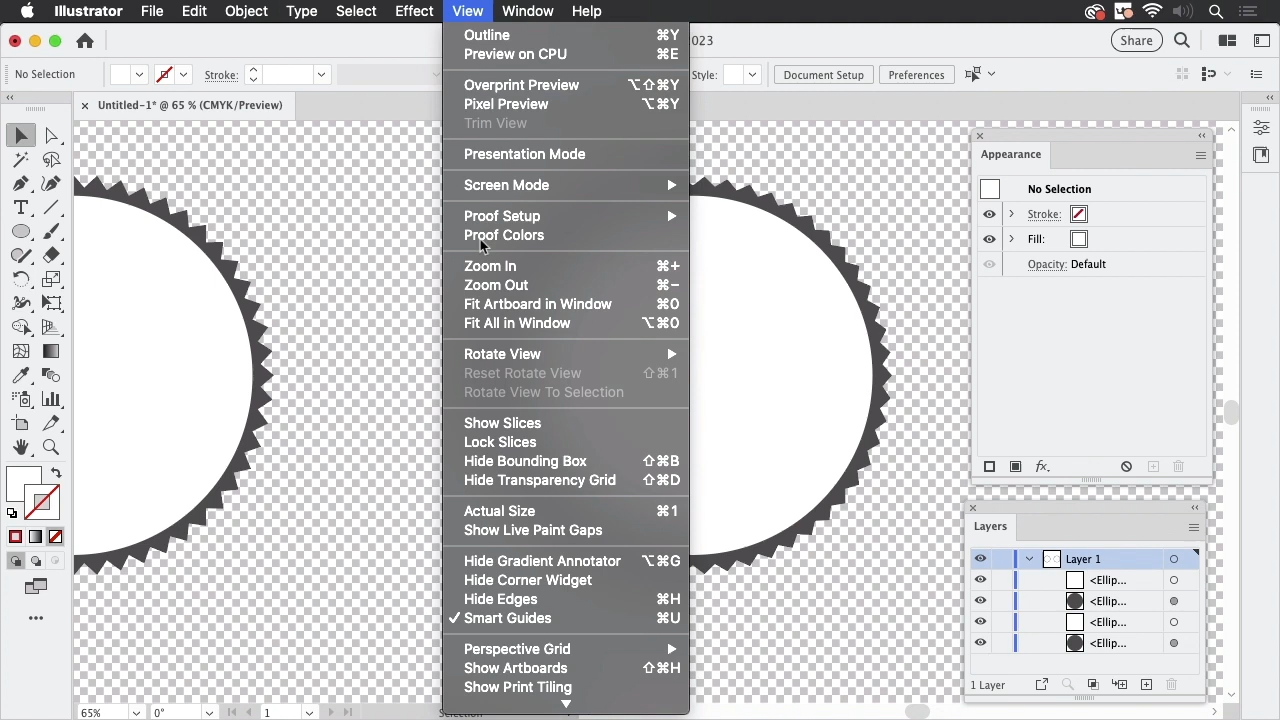 Illustrator File Edit Object Type Select Effect View Window Help
2023
Share
No Selection
Stroke:
Style:
Document Setup
Preferences
× Untitled-1* @ 65 % (CMYK/Preview)
Outline ⌘Y
Preview on CPU ⌘E
Overprint Preview ⌥⇧⌘Y
Pixel Preview ⌥⌘Y
Trim View
Presentation Mode
Screen Mode
Proof Setup
Proof Colors
Zoom In ⌘+
Zoom Out ⌘−
Fit Artboard in Window ⌘0
Fit All in Window ⌥⌘0
Rotate View
Reset Rotate View ⇧⌘1
Rotate View To Selection
Show Slices
Lock Slices
Hide Bounding Box ⇧⌘B
Hide Transparency Grid ⇧⌘D
Actual Size ⌘1
Show Live Paint Gaps
Hide Gradient Annotator ⌥⌘G
Hide Corner Widget
Hide Edges ⌘H
✓ Smart Guides ⌘U
Perspective Grid
Show Artboards ⇧⌘H
Show Print Tiling
Appearance
No Selection
Stroke:
Fill:
Opacity: Default
fx.
Layers
Layer 1
<Ellip...
<Ellip...
<Ellip...
<Ellip...
1 Layer
65%
0°
1
Selection